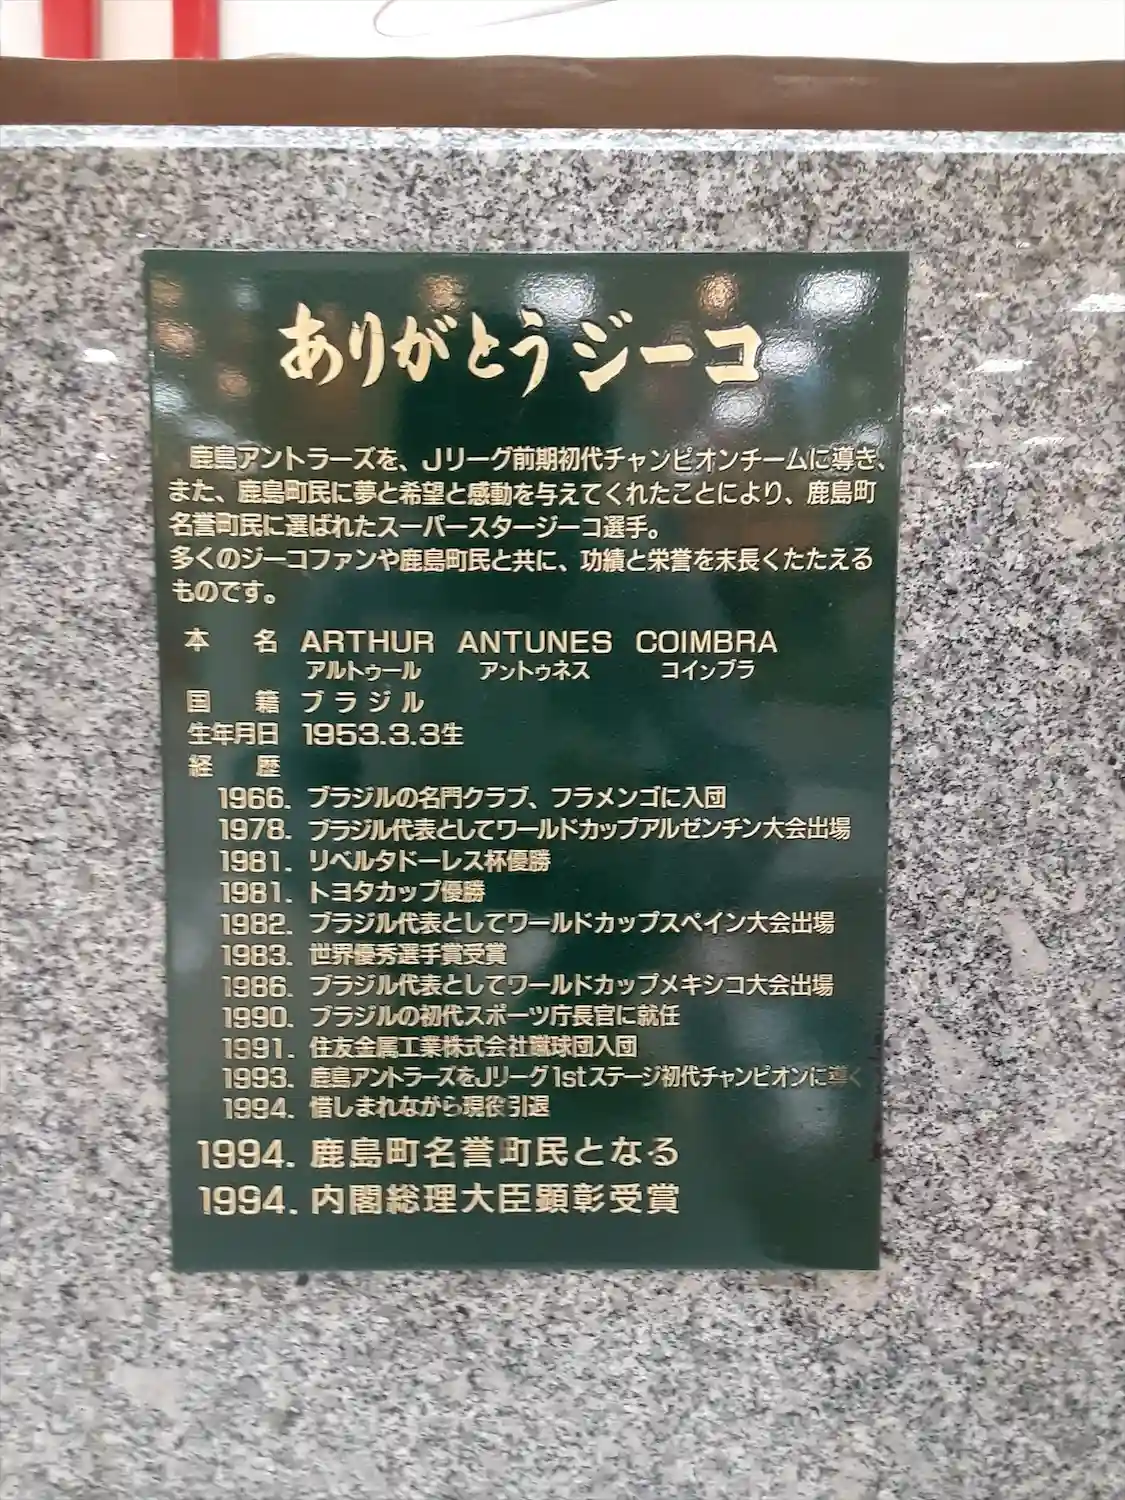 ありがとうジーコ
鹿島アントラーズを、Jリーグ前期初代チャンピオンチームに導き、
また、鹿島町民に夢と希望と感動を与えてくれたことにより、鹿島町
名誉町民に選ばれたスーパースタージーコ選手。
多くのジーコファンや鹿島町民と共に、功績と栄誉を末長くたたえる
ものです。
本 名 ARTHUR ANTUNES COIMBRA
アルトゥール アントゥネス コインブラ
国 籍 ブラジル
生年月日 1953.3.3生
経 歴
1966. ブラジルの名門クラブ、フラメンゴに入団
1978. ブラジル代表としてワールドカップアルゼンチン大会出場
1981. リベルタドーレス杯優勝
1981. トヨタカップ優勝
1982. ブラジル代表としてワールドカップスペイン大会出場
1983. 世界優秀選手賞受賞
1986. ブラジル代表としてワールドカップメキシコ大会出場
1990. ブラジルの初代スポーツ庁長官に就任
1991. 住友金属工業株式会社蹴球団入団
1993. 鹿島アントラーズをJリーグ1stステージ初代チャンピオンに導く
1994. 惜しまれながら現役引退
1994. 鹿島町名誉町民となる
1994. 内閣総理大臣顕彰受賞